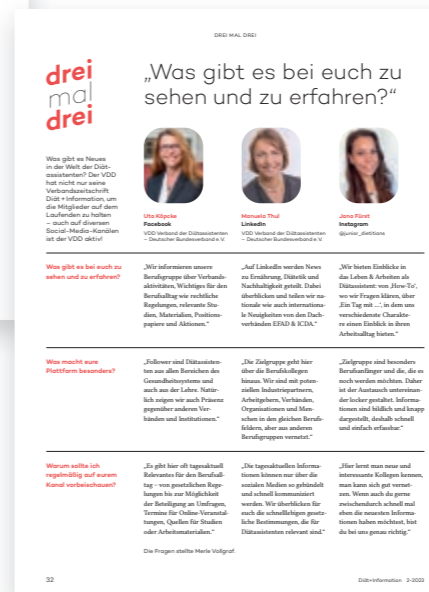 DREI MAL DREI
drei
mal
drei
„Was gibt es bei euch zu
sehen und zu erfahren?“
Was gibt es Neues
in der Welt der Diät-
assistenten? Der VDD
hat nicht nur seine
Verbandszeitschrift
Diät + Information, um
die Mitglieder auf dem
Laufenden zu halten
– auch auf diversen
Social-Media-Kanälen
ist der VDD aktiv!
Uta Köpcke
Facebook
VDD Verband der Diätassistenten
– Deutscher Bundesverband e. V.
Manuela Thul
LinkedIn
VDD Verband der Diätassistenten
– Deutscher Bundesverband e. V.
Jana Fürst
Instagram
@junior_dietitians
Was gibt es bei euch zu
sehen und zu erfahren?
„Wir informieren unsere
Berufsgruppe über Verbands-
aktivitäten, Wichtiges für den
Berufsalltag wie rechtliche
Regelungen, relevante Stu-
dien, Materialien, Positions-
papiere und Aktionen.“
„Auf LinkedIn werden News
zu Ernährung, Diätetik und
Nachhaltigkeit geteilt. Dabei
überblicken und teilen wir na-
tionale wie auch internationa-
le Neuigkeiten von den Dach-
verbänden EFAD & ICDA.“
„Wir bieten Einblicke in
das Leben & Arbeiten als
Diätassistent: von ‚How-To‘,
wo wir Fragen klären, über
‚Ein Tag mit ...‘, in dem uns
verschiedenste Charakte-
re einen Einblick in ihren
Arbeitsalltag bieten.“
Was macht eure
Plattform besonders?
„Follower sind Diätassisten-
ten aus allen Bereichen des
Gesundheitssystems und
auch aus der Lehre. Natür-
lich zeigen wir auch Präsenz
gegenüber anderen Ver-
bänden und Institutionen.“
„Die Zielgruppe geht hier
über die Berufskollegen
hinaus. Wir sind mit poten-
ziellen Industriepartnern,
Arbeitgebern, Verbänden,
Organisationen und Men-
schen in den gleichen Berufs-
feldern, aber aus anderen
Berufsgruppen vernetzt.“
„Zielgruppe sind besonders
Berufsanfänger und die, die es
noch werden möchten. Daher
ist der Austausch untereinan-
der locker gestaltet. Informa-
tionen sind bildlich und knapp
dargestellt, deshalb schnell
und einfach erfassbar.“
Warum sollte ich
regelmäßig auf eurem
Kanal vorbeischauen?
„Es gibt hier oft tagesaktuell
Relevantes für den Berufsall-
tag – von gesetzlichen Rege-
lungen bis zur Möglichkeit
der Beteiligung an Umfragen,
Termine für Online-Veranstal-
tungen, Quellen für Studien
oder Arbeitsmaterialien.“
„Die tagesaktuellen Informa-
tionen können nur über die
sozialen Medien so gebündelt
und schnell kommuniziert
werden. Wir überblicken für
euch die schnelllebigen gesetz-
liche Bestimmungen, die für
Diätassistenten relevant sind.“
„Hier lernt man neue und
interessante Kollegen kennen,
man kann sich gut vernet-
zen. Wenn auch du gerne
zwischendurch schnell mal
eben die neuesten Informa-
tionen haben möchtest, bist
du bei uns genau richtig.“
Die Fragen stellte Merle Vollgraf.
32
Diät+Information 2-2022